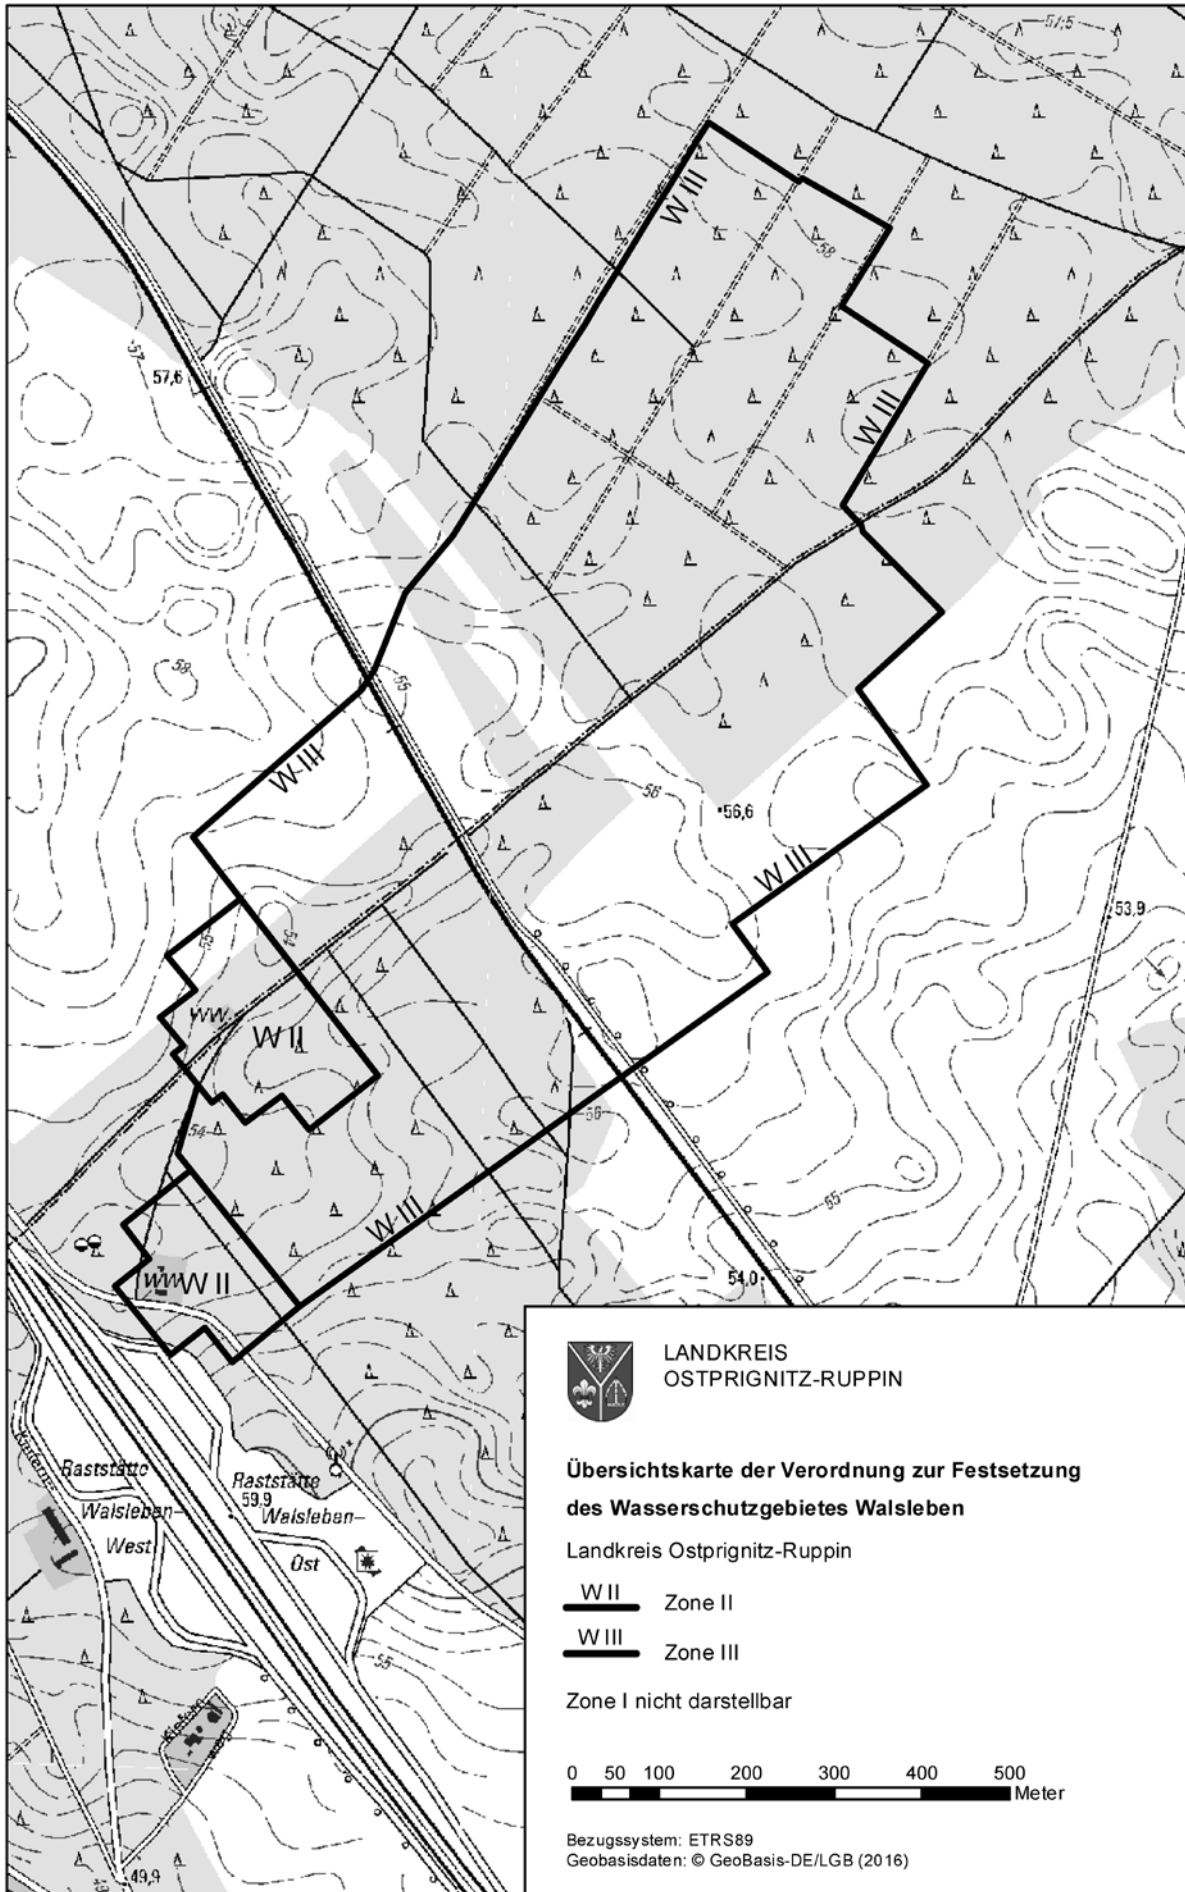 57,5
W III
58
57
57,6
W III
58
55
W III
56
56,6
W III
53,9
55
54
WW
W II
56
54
55
W III
WW
W II
54,0
Raststätte
Walsleben-
West
59,9
Raststätte
Walsleben-
Ost
55
49,9
LANDKREIS
OSTPRIGNITZ-RUPPIN
Übersichtskarte der Verordnung zur Festsetzung
des Wasserschutzgebietes Walsleben
Landkreis Ostprignitz-Ruppin
W II Zone II
W III Zone III
Zone I nicht darstellbar
0 50 100 200 300 400 500
Meter
Bezugssystem: ETRS89
Geobasisdaten: © GeoBasis-DE/LGB (2016)